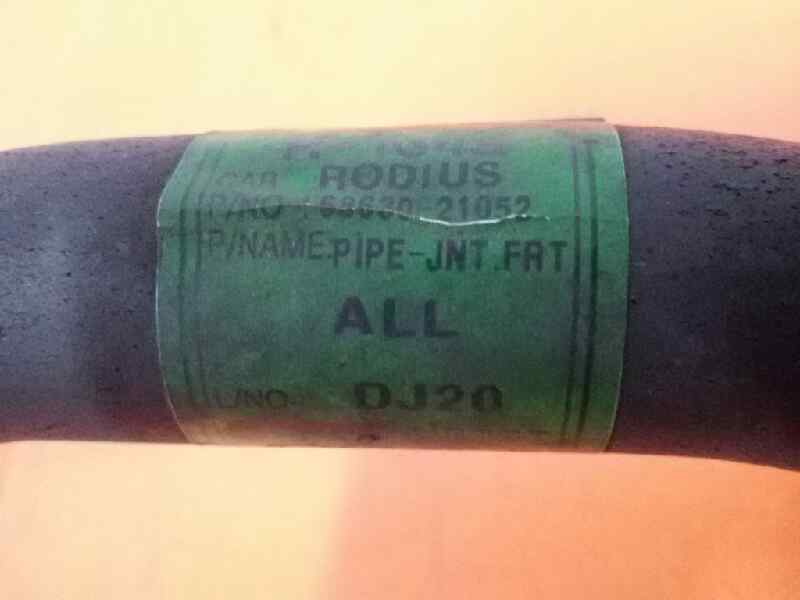 CAR RODIUS
P/NO : 68630-21052
P/NAME:PIPE-JNT.FRT
ALL
L/NO. DJ20